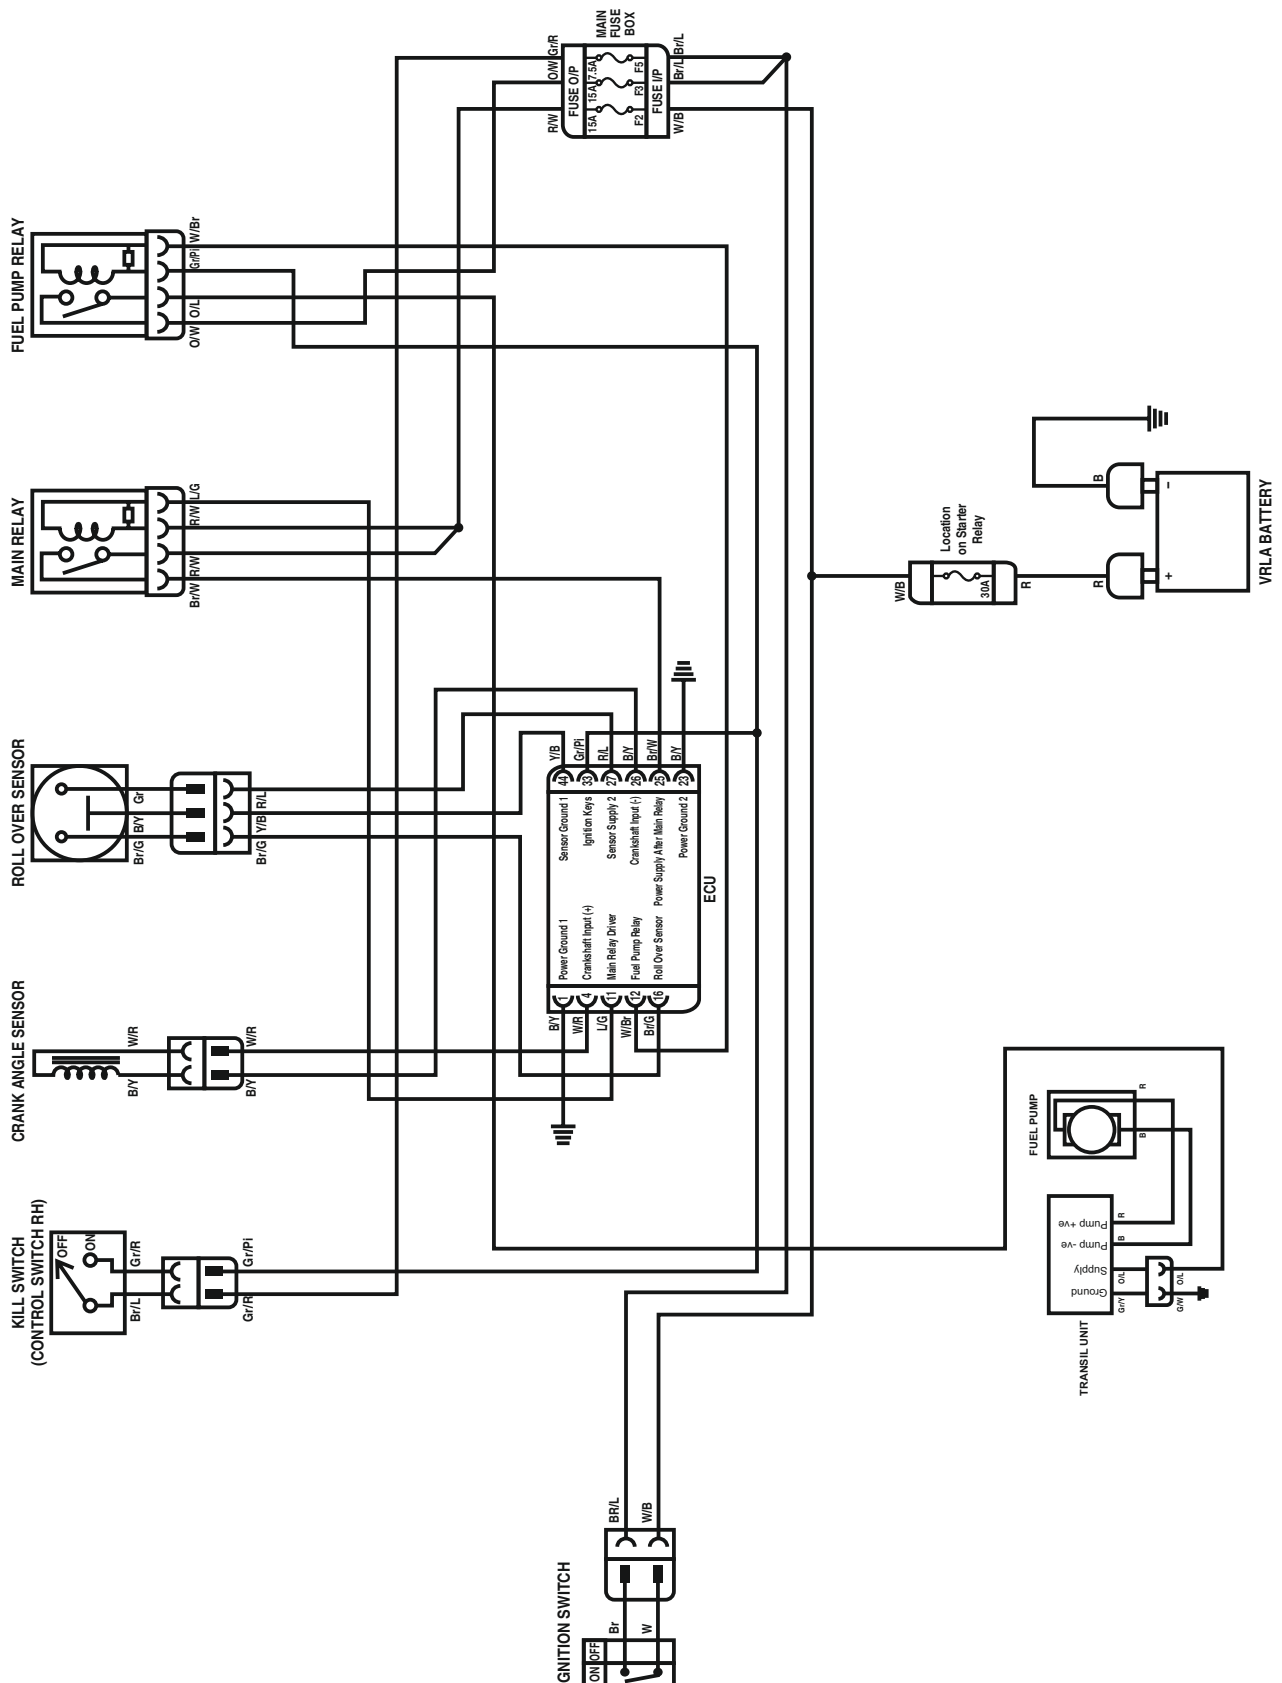 MAIN
FUSE
BOX
Gr/R
O/W
R/W
FUSE O/P
7.5A
15A
15A
F5
F3
F2
FUSE I/P
Br/L
Br/L
W/B
FUEL PUMP RELAY
W/Br
Gr/Pi
O/L
O/W
MAIN RELAY
L/G
R/W
R/W
Br/W
ROLL OVER SENSOR
Gr
B/Y
Br/G
R/L
Y/B
Br/G
CRANK ANGLE SENSOR
W/R
B/Y
W/R
B/Y
KILL SWITCH
(CONTROL SWITCH RH)
OFF
ON
Gr/R
Br/L
Gr/Pi
Gr/R
Y/B
Gr/Pi
R/L
B/Y
Br/W
B/Y
44
33
27
26
25
23
Sensor Ground 1
Ignition Keys
Sensor Supply 2
Crankshaft Input (-)
Power Supply After Main Relay
Power Ground 2
Power Ground 1
Crankshaft Input (+)
Main Relay Driver
Fuel Pump Relay
Roll Over Sensor
1
4
11
12
16
B/Y
W/R
L/G
W/Br
Br/G
ECU
Location
on Starter
Relay
W/B
30A
R
R
B
+
-
VRLA BATTERY
FUEL PUMP
R
B
Pump +ve
Pump -ve
Supply
Ground
R
B
O/L
Gr/Y
O/L
G/W
TRANSIL UNIT
GNITION SWITCH
ON
OFF
Br
W
BR/L
W/B